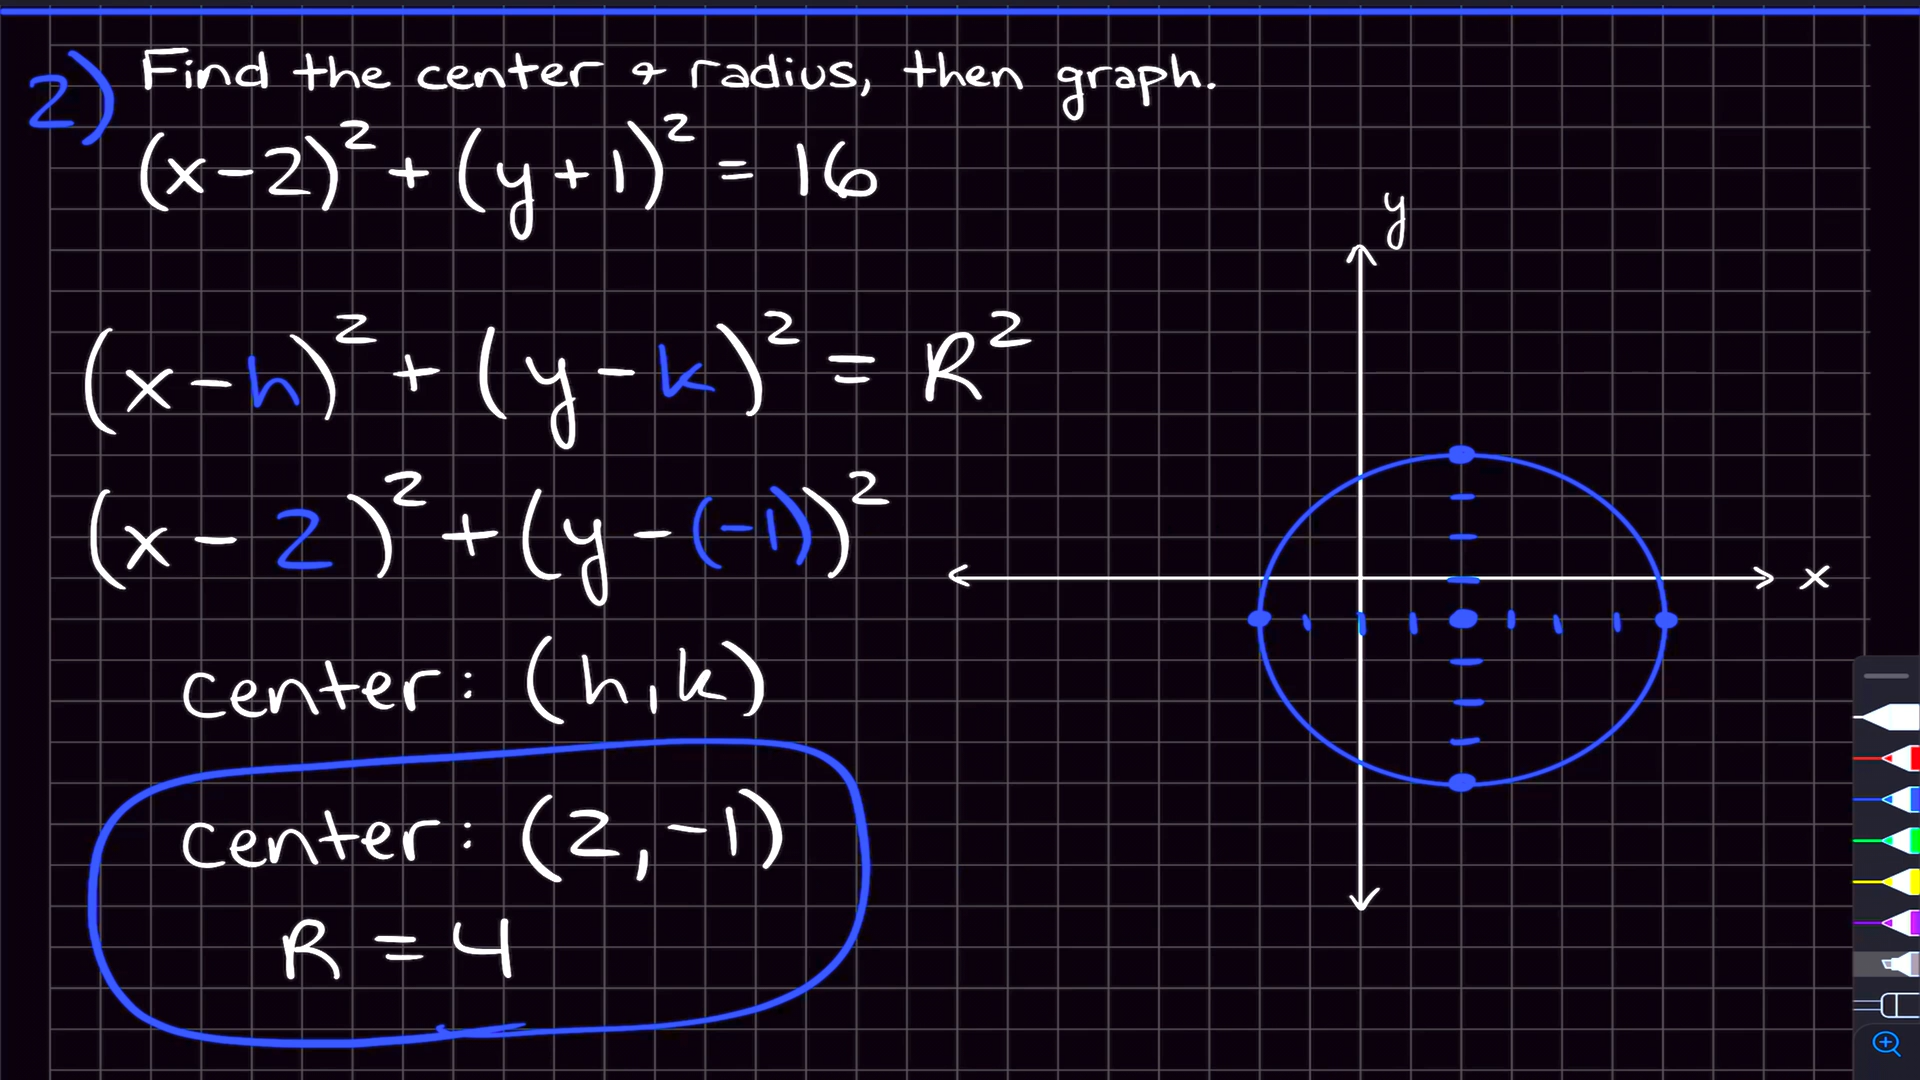 2) Find the center & radius, then graph.
(x-2)² + (y+1)² = 16
(x-h)² + (y-k)² = R²
(x-2)² + (y-(-1))²
center: (h,k)
center: (2,-1)
R = 4
y
x